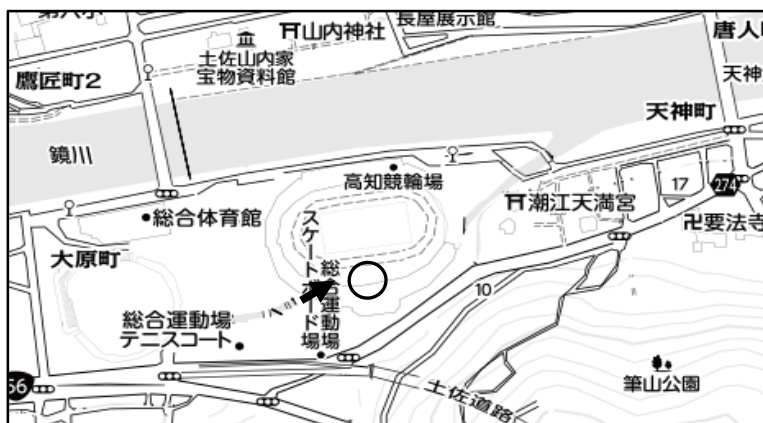 长屋展示館
唐人町
山内神社
土佐山内家
宝物資料館
鷹匠町2
天神
天神町
鏡川
高知競輪場
17
274
潮江天満宮
卍要法寺
総合体育館
大原町
スケートボード場
総合運動場
10
総合運動場
テニスコート
筆山公園
56
土佐道路